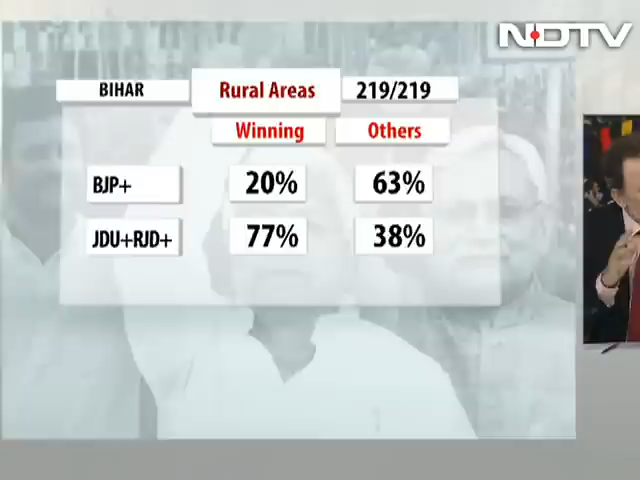 NDTV
BIHAR Rural Areas 219/219
Winning Others
BJP+ 20% 63%
JDU+RJD+ 77% 38%